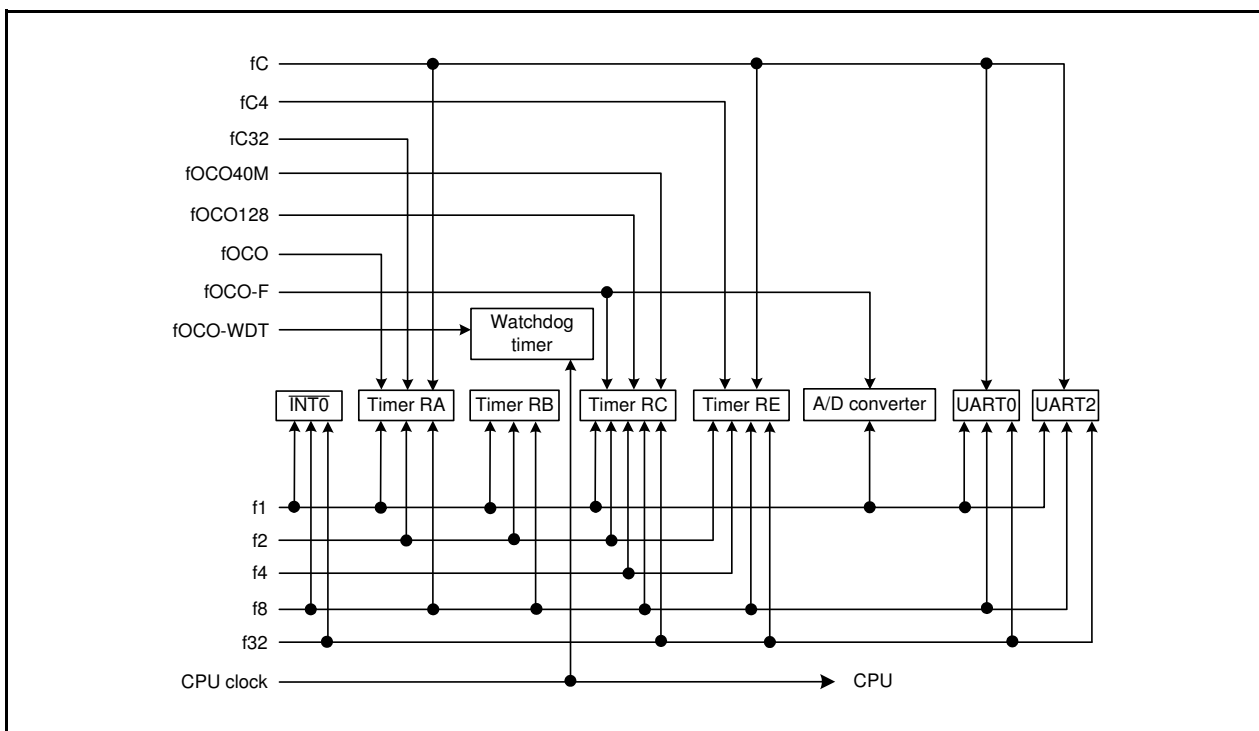 fC
fC4
fC32
fOCO40M
fOCO128
fOCO
fOCO-F
fOCO-WDT
Watchdog
timer
INT0
Timer RA
Timer RB
Timer RC
Timer RE
A/D converter
UART0
UART2
f1
f2
f4
f8
f32
CPU clock
CPU